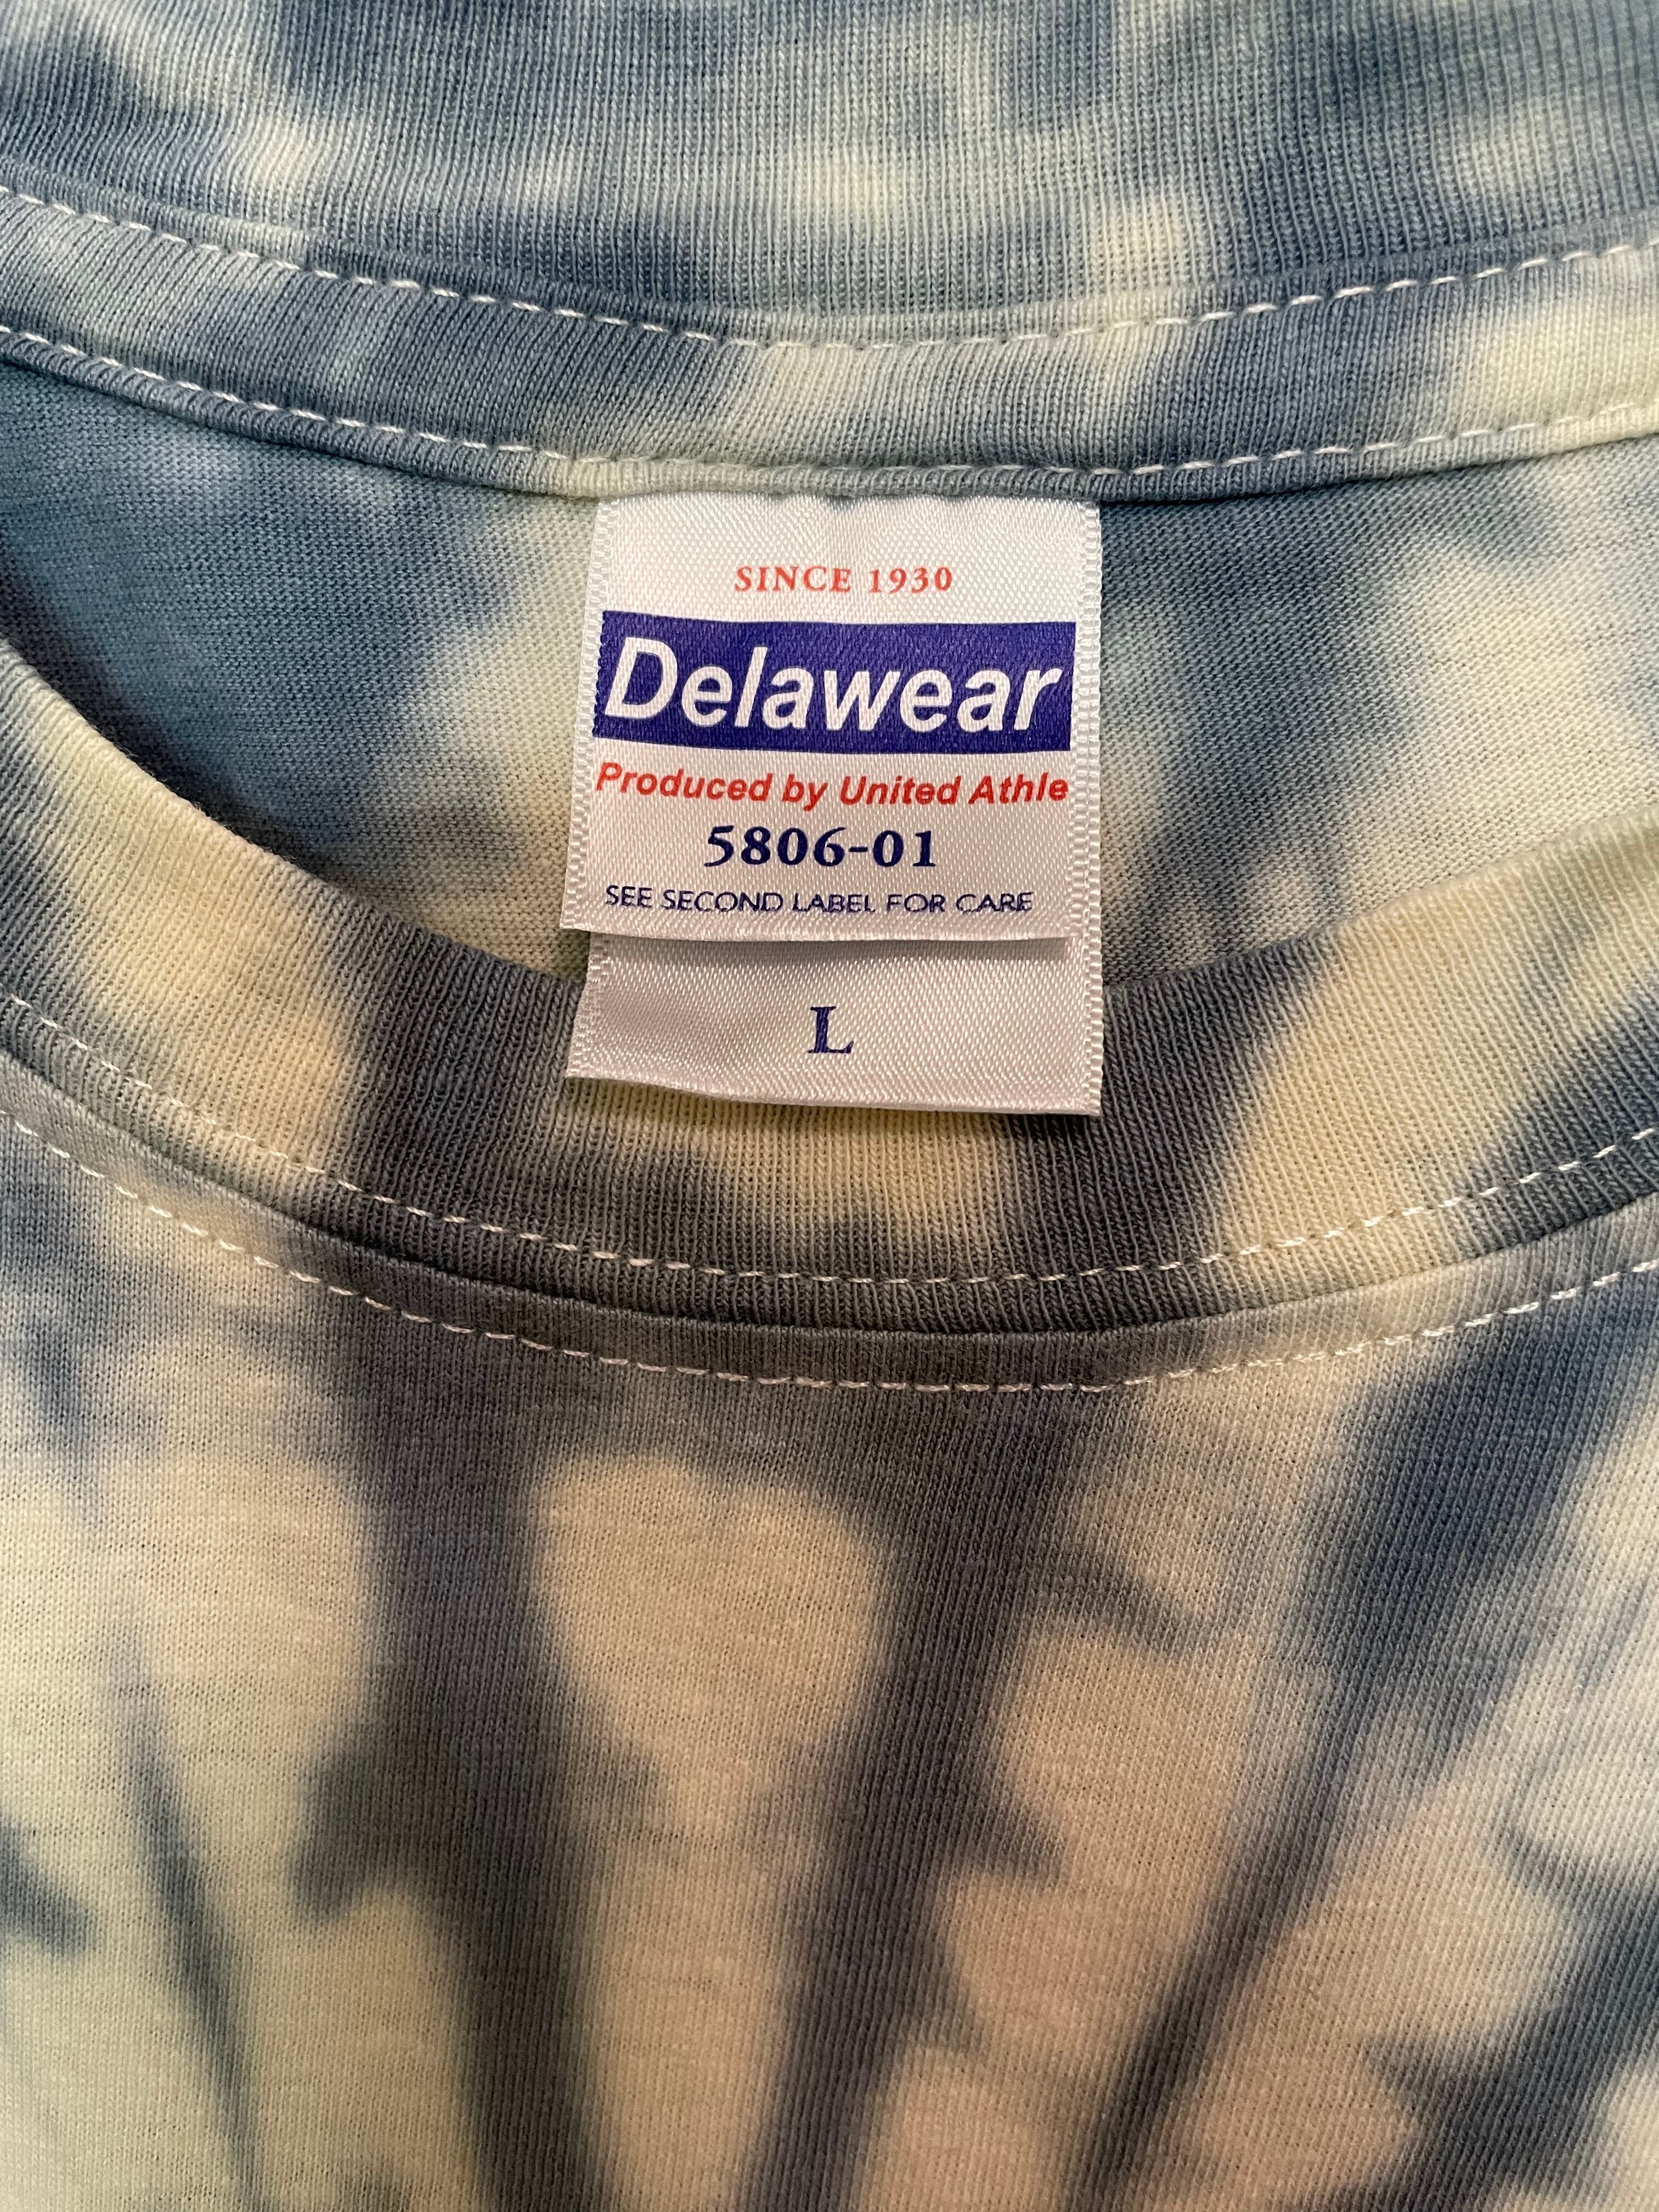 SINCE 1930
Delawear
Produced by United Athle
5806-01
SEE SECOND LABEL FOR CARE
L